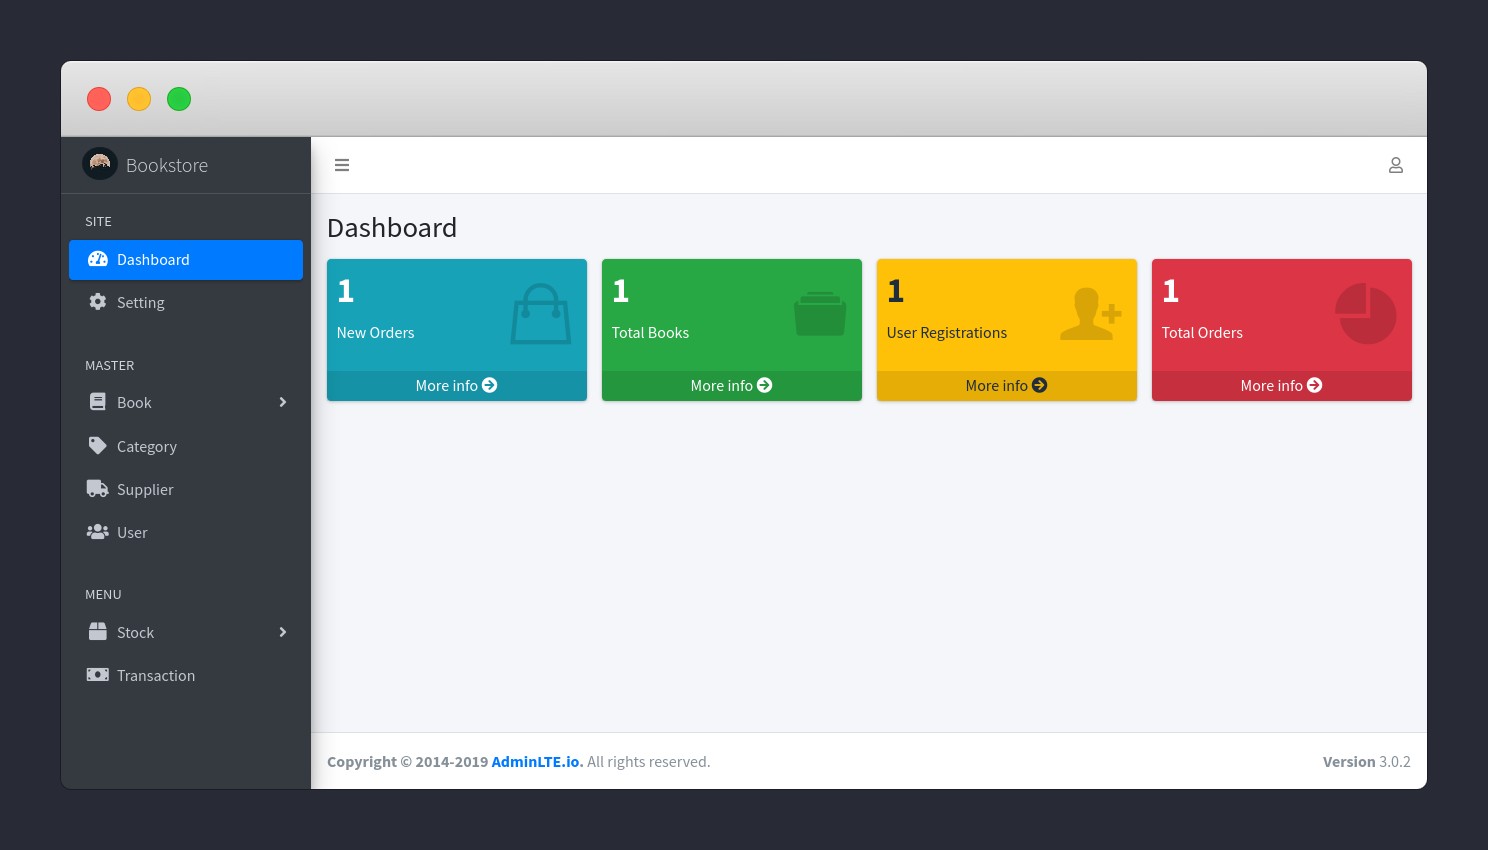 Bookstore
SITE
Dashboard
Setting
MASTER
Book
Category
Supplier
User
MENU
Stock
Transaction
Dashboard
1
New Orders
More info
1
Total Books
More info
1
User Registrations
More info
1
Total Orders
More info
Copyright © 2014-2019 AdminLTE.io. All rights reserved.
Version 3.0.2